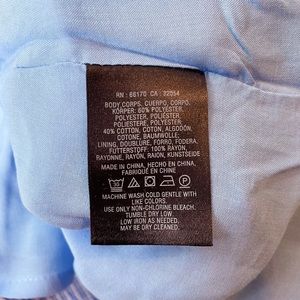 RN : 66170 CA : 22054
BODY, CORPS, CUERPO, CORPO,
KÖRPER: 60% POLYESTER,
POLYESTER, POLIÉSTER,
POLIESTERE, POLYESTER,
40% COTTON, COTON, ALGODÓN,
COTONE, BAUMWOLLE;
LINING, DOUBLURE, FORRO, FODERA,
FUTTERSTOFF: 100% RAYON,
RAYONNE, RAYÓN, RAION, KUNSTSEIDE
MADE IN CHINA, HECHO EN CHINA,
FABRIQUÉ EN CHINE
MACHINE WASH COLD GENTLE WITH
LIKE COLORS.
USE ONLY NON-CHLORINE BLEACH.
TUMBLE DRY LOW.
LOW IRON AS NEEDED.
MAY BE DRY CLEANED.